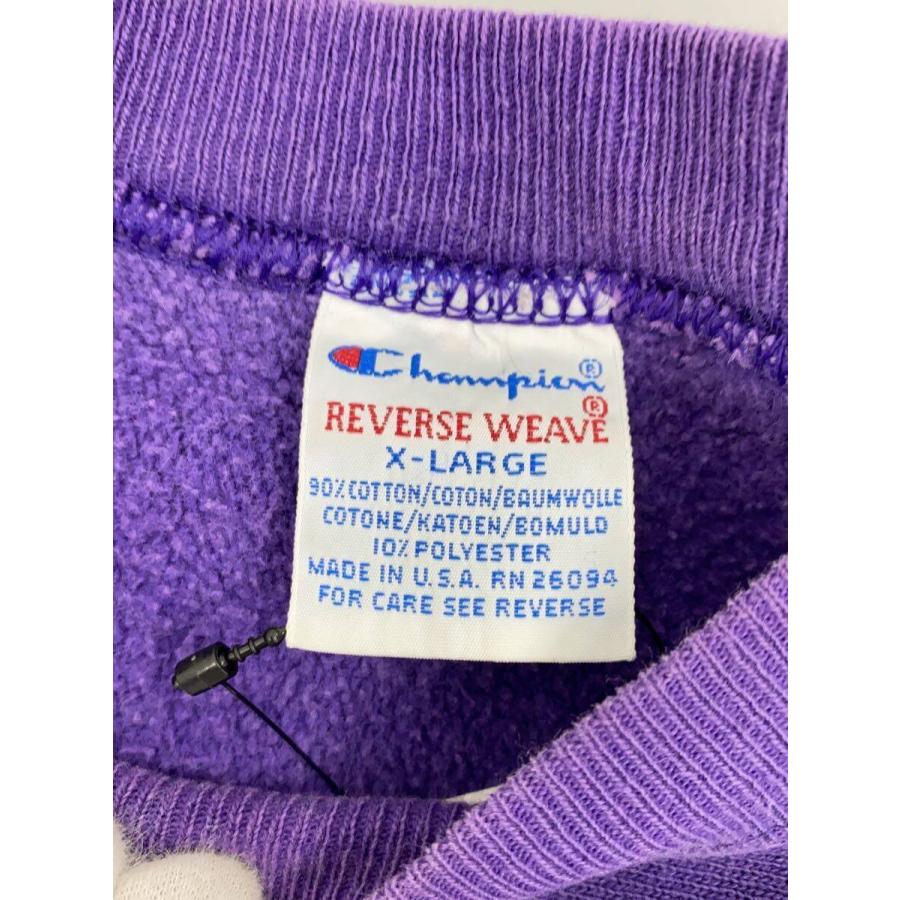 Champion®
REVERSE WEAVE®
X-LARGE
90% COTTON/COTON/BAUMWOLLE
COTONE/KATOEN/BOMULD
10% POLYESTER
MADE IN U.S.A. RN 26094
FOR CARE SEE REVERSE